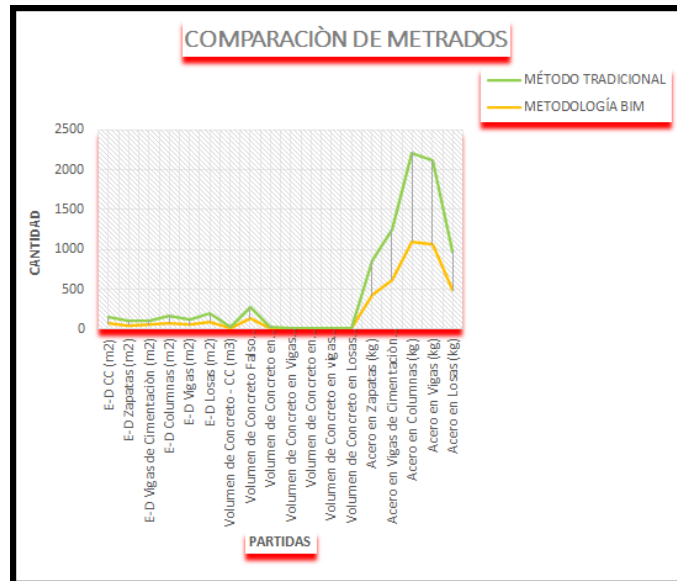 COMPARACIÒN DE METRADOS
MÉTODO TRADICIONAL
METODOLOGÍA BIM
CANTIDAD
2500
2000
1500
1000
500
0
E-D CC (m2)
E-D Zapatas (m2)
E-D Vigas de Cimentaciòn (m2)
E-D Columnas (m2)
E-D Vigas (m2)
E-D Losas (m2)
Volumen de Concreto - CC (m3)
Volumen de Concreto Falso
Volumen de Concreto en
Volumen de Concreto en Vigas
Volumen de Concreto en
Volumen de Concreto en vigas
Volumen de Concreto en Losas
Acero en Zapatas (kg)
Acero en Vigas de Cimentaciòn
Acero en Columnas (kg)
Acero en Vigas (kg)
Acero en Losas (kg)
PARTIDAS